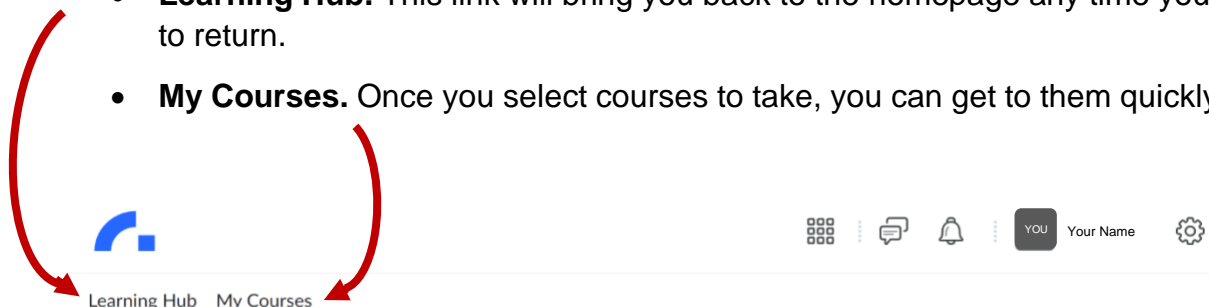 • Learning Hub. This link will bring you back to the homepage any time you
to return.
• My Courses. Once you select courses to take, you can get to them quickly
YOU Your Name
Learning Hub My Courses